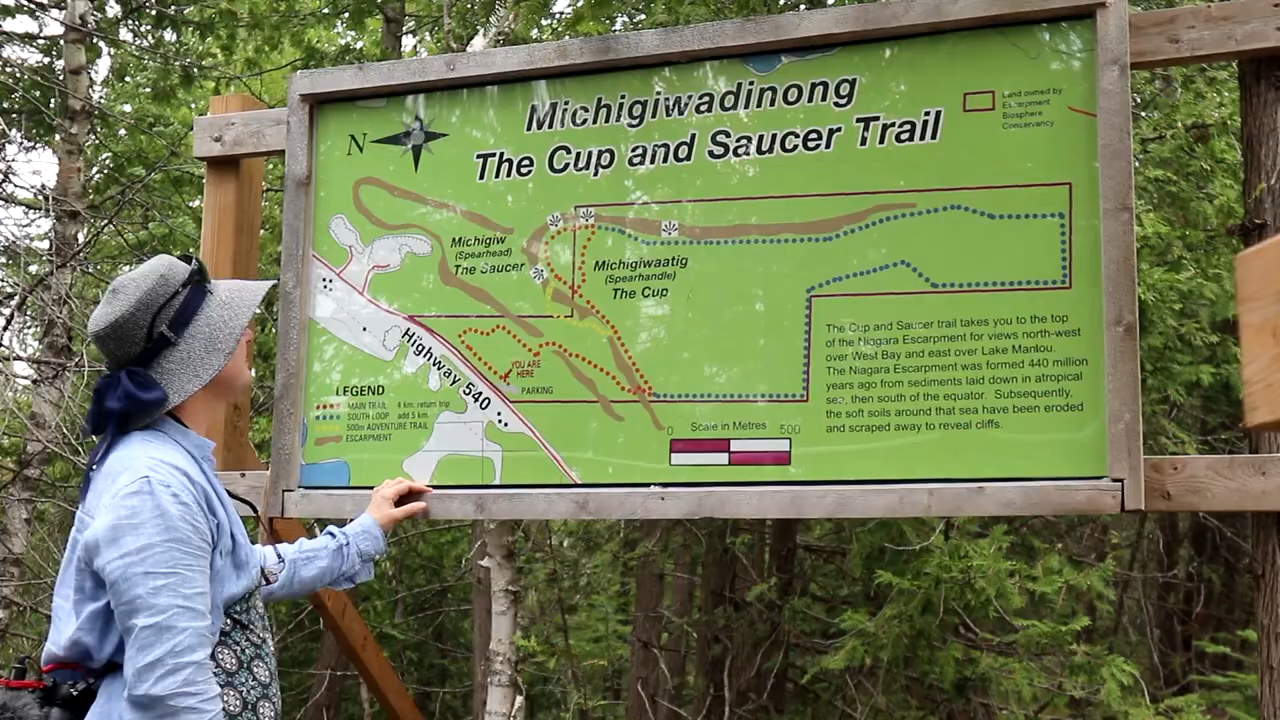 Michigiwadinong
The Cup and Saucer Trail
Land owned by
Escarpment
Biosphere
Conservancy
N
Michigiw
(Spearhead)
The Saucer
Michigiwaatig
(Spearhandle)
The Cup
Highway 540
YOU ARE
HERE
PARKING
LEGEND
MAIN TRAIL 4 km. return trip
SOUTH LOOP add 5 km.
500m ADVENTURE TRAIL
ESCARPMENT
Scale in Metres
0 500
The Cup and Saucer trail takes you to the top
of the Niagara Escarpment for views north-west
over West Bay and east over Lake Manitou.
The Niagara Escarpment was formed 440 million
years ago from sediments laid down in atropical
sea, then south of the equator. Subsequently,
the soft soils around that sea have been eroded
and scraped away to reveal cliffs.